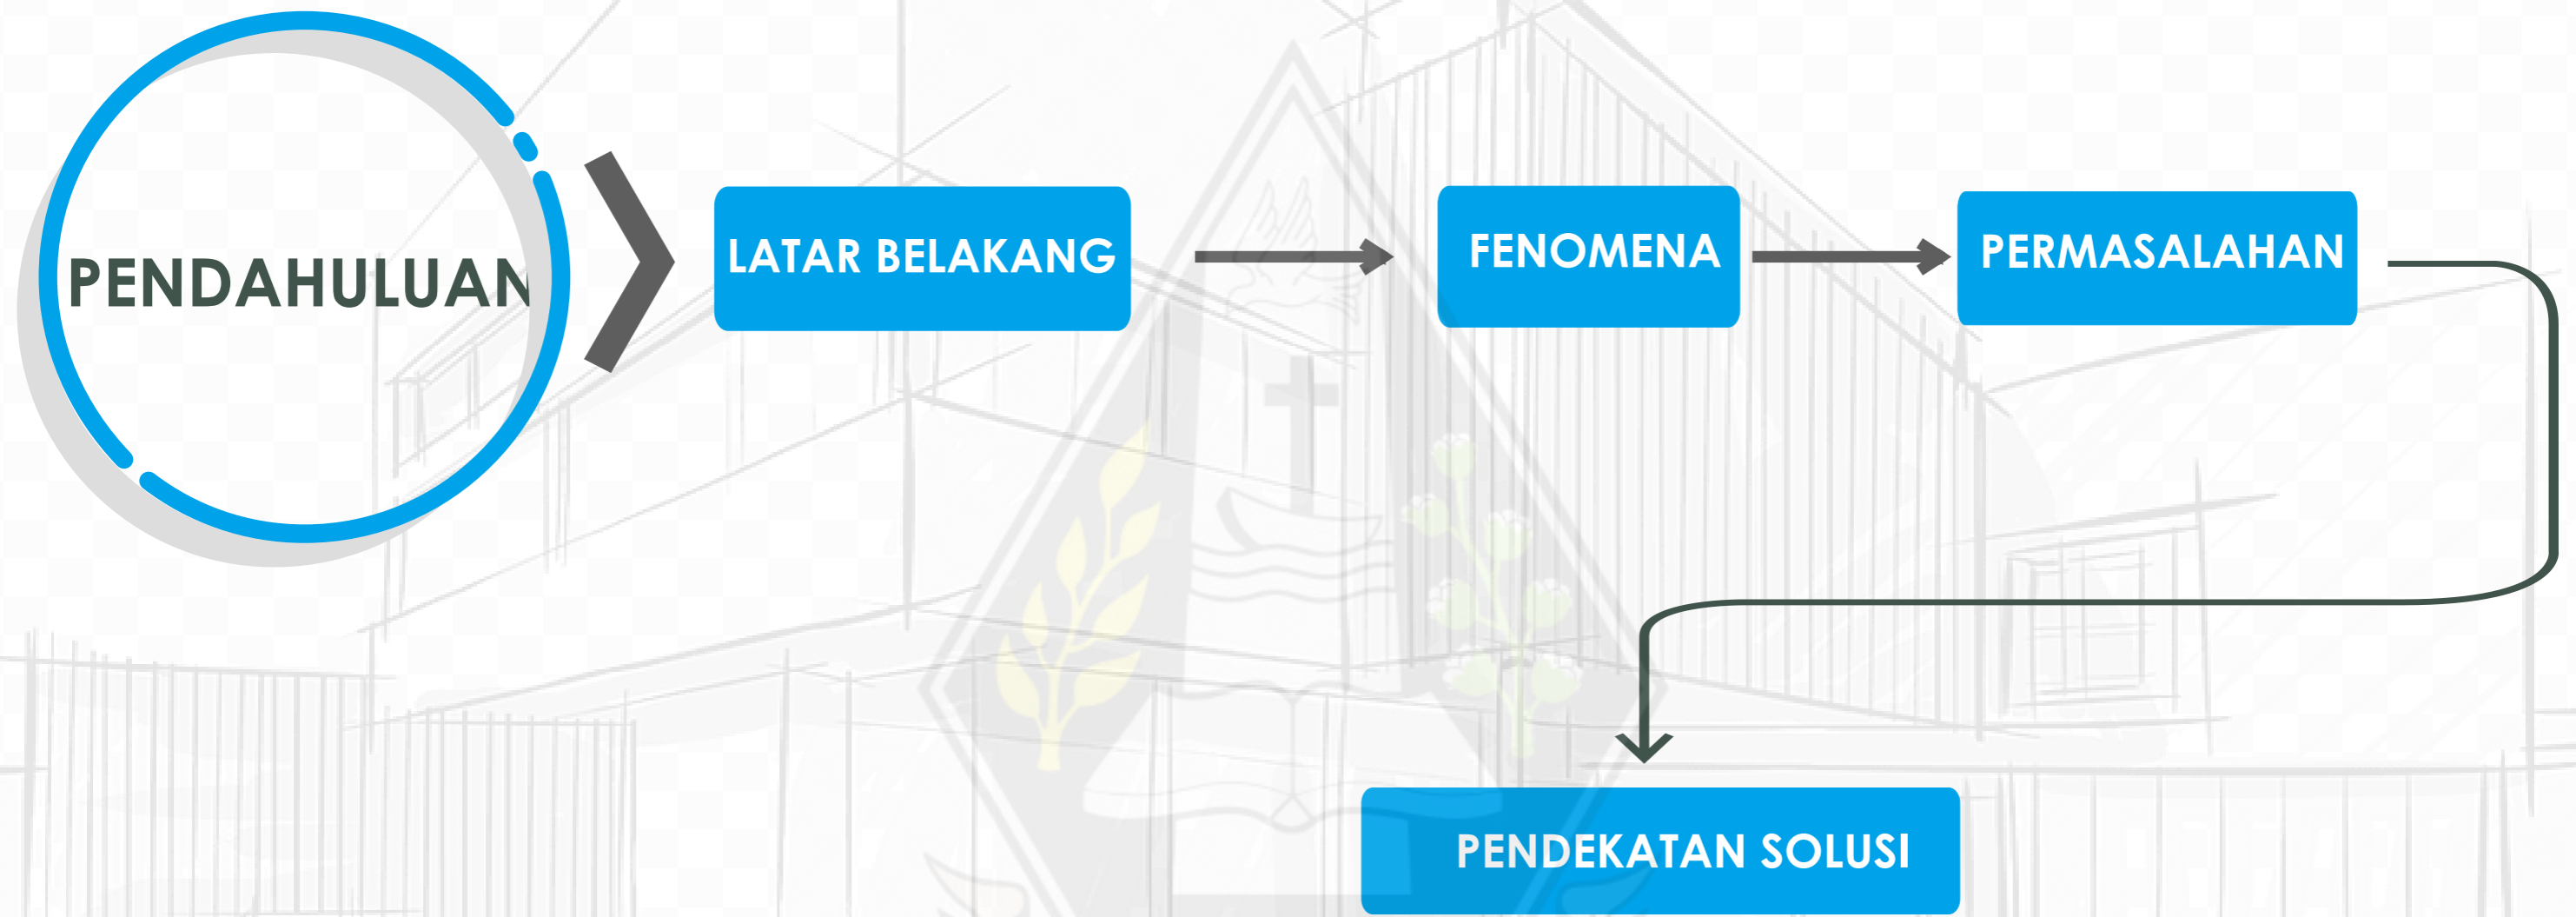 PENDAHULUAN
LATAR BELAKANG
FENOMENA
PERMASALAHAN
PENDEKATAN SOLUSI